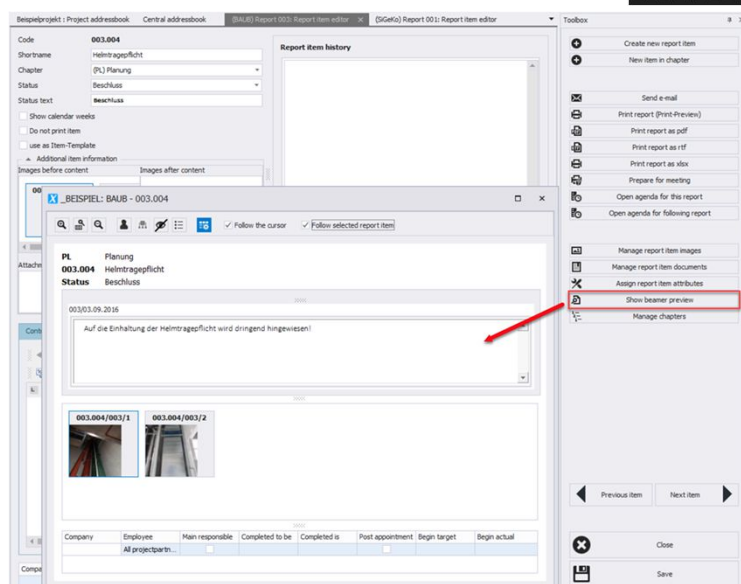 Beispielprojekt : Project addressbook
Central addressbook
(BAUB) Report 003: Report item editor
(SiGeKo) Report 001: Report item editor
Toolbox
Code 003.004
Shortname Helmtragepflicht
Chapter (PL) Planung
Status Beschluss
Status text Beschluss
Show calendar weeks
Do not print item
use as Item-Template
Additional item information
Images before content Images after content
Report item history
Create new report item
New item in chapter
Send e-mail
Print report (Print-Preview)
Print report as pdf
Print report as rtf
Print report as xlsx
Prepare for meeting
Open agenda for this report
Open agenda for following report
Manage report item images
Manage report item documents
Assign report item attributes
Show beamer preview
Manage chapters
Previous item Next item
Close
Save
00
Attachm
Conte
Compa
_BEISPIEL: BAUB - 003.004
Follow the cursor Follow selected report item
PL Planung
003.004 Helmtragepflicht
Status Beschluss
003/03.09.2016
Auf die Einhaltung der Helmtragepflicht wird dringend hingewiesen!
003.004/003/1 003.004/003/2
Company Employee Main responsible Completed to be Completed is Post appointment Begin target Begin actual
All projectpartn...